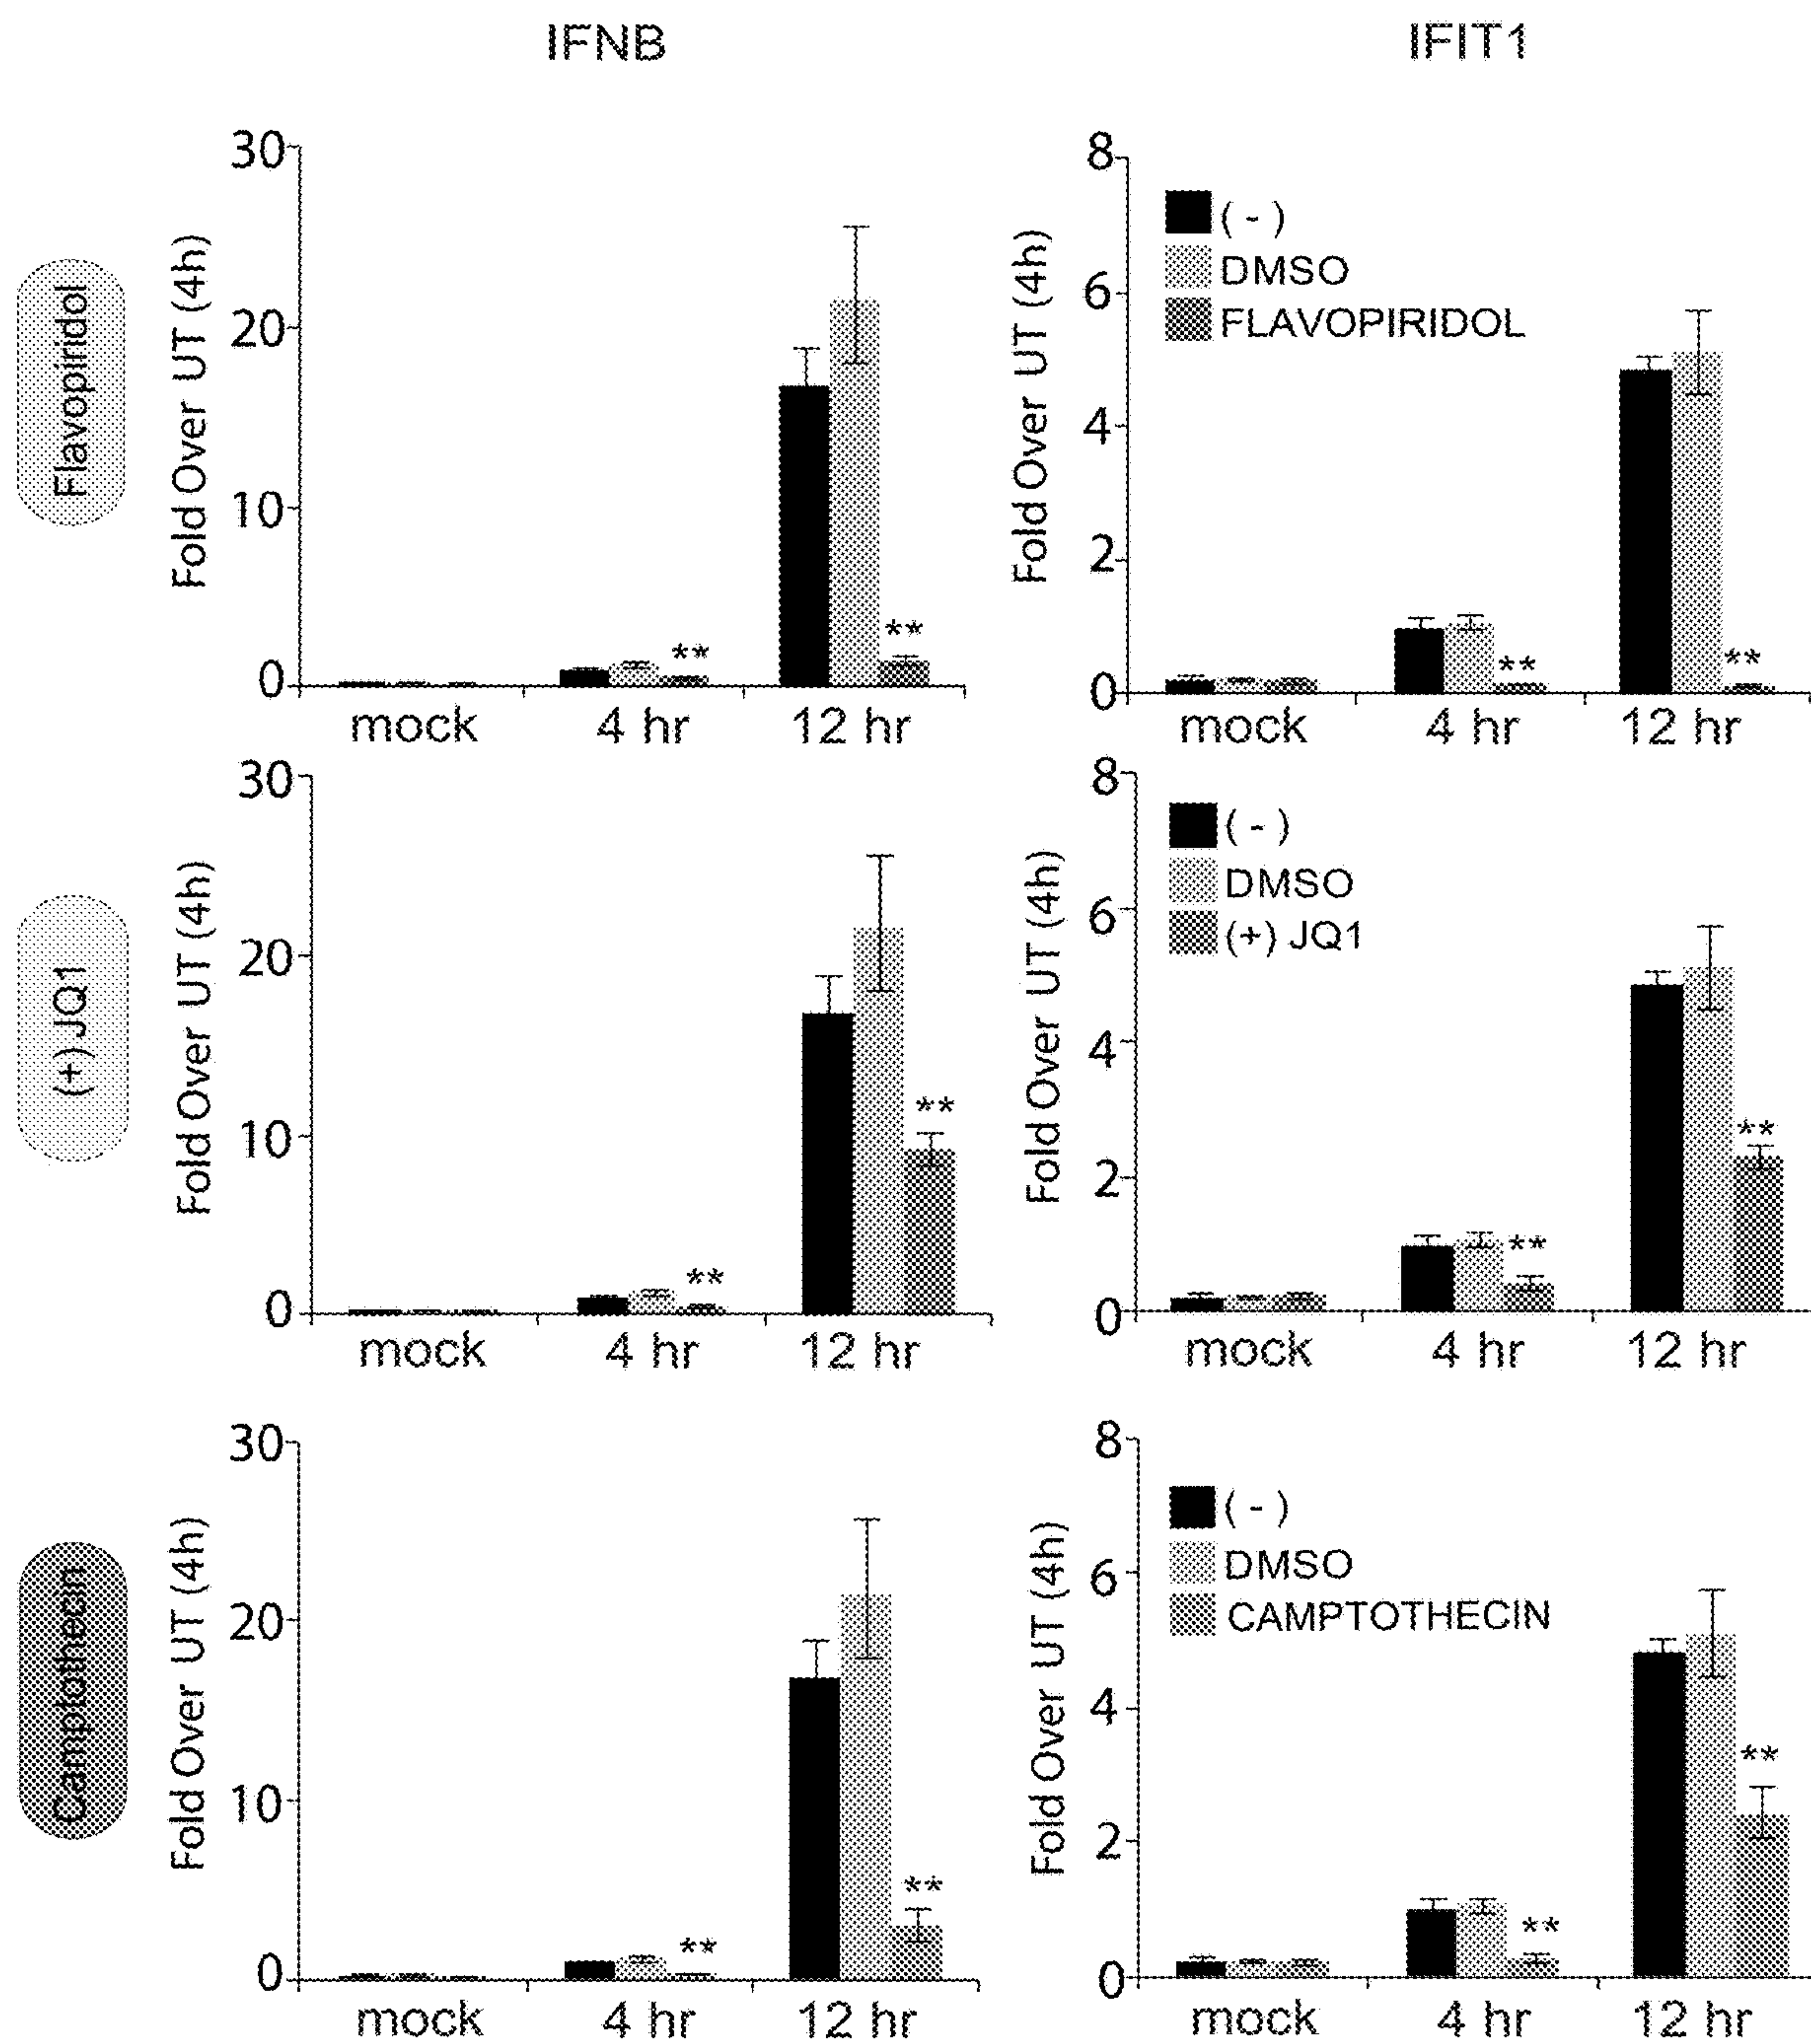 IFNB
IFIT1
Flavopiridol
Fold Over UT (4h)
30
20
10
0
**
**
mock
4 hr
12 hr
Fold Over UT (4h)
8
6
4
2
0
( - )
DMSO
FLAVOPIRIDOL
**
**
mock
4 hr
12 hr
(+) JQ1
Fold Over UT (4h)
30
20
10
0
**
**
mock
4 hr
12 hr
Fold Over UT (4h)
8
6
4
2
0
( - )
DMSO
(+) JQ1
**
**
mock
4 hr
12 hr
Camptothecin
Fold Over UT (4h)
30
20
10
0
**
**
mock
4 hr
12 hr
Fold Over UT (4h)
8
6
4
2
0
( - )
DMSO
CAMPTOTHECIN
**
**
mock
4 hr
12 hr